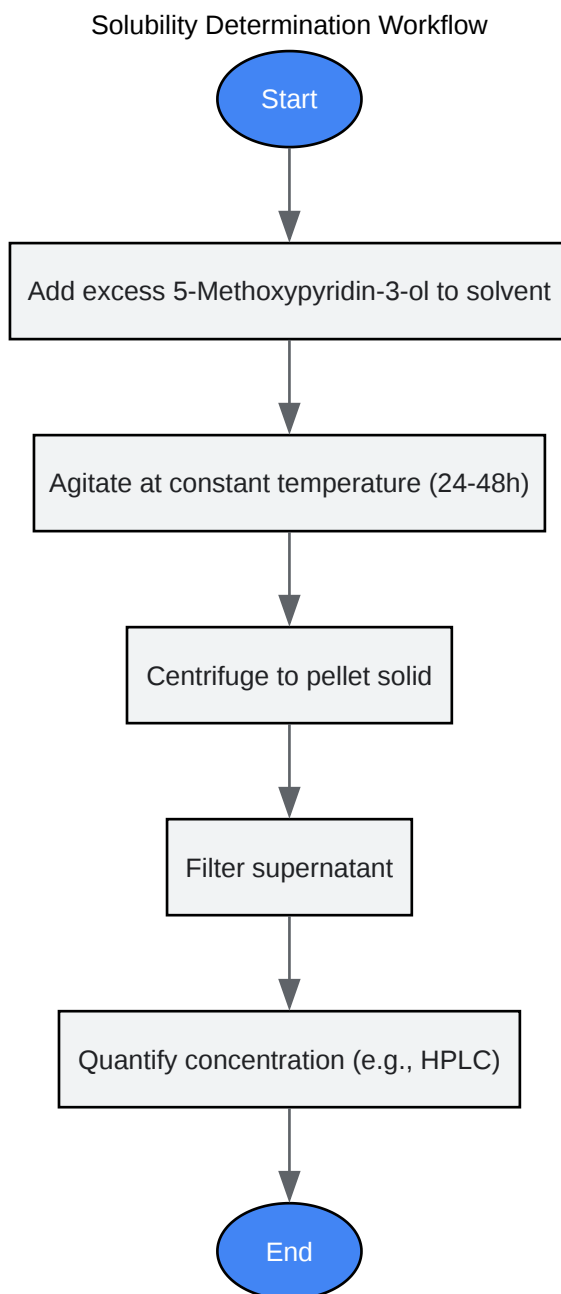 Solubility Determination Workflow
Start
Add excess 5-Methoxypyridin-3-ol to solvent
Agitate at constant temperature (24-48h)
Centrifuge to pellet solid
Filter supernatant
Quantify concentration (e.g., HPLC)
End